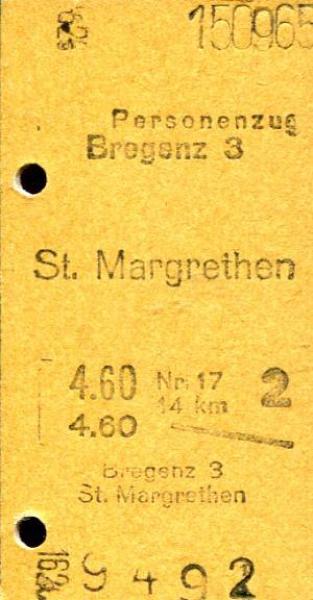 150965
Personenzug
Bregenz 3
St. Margrethen
4.60 Nr. 17 2
4.60 14 km
Bregenz 3
St. Margrethen
9492